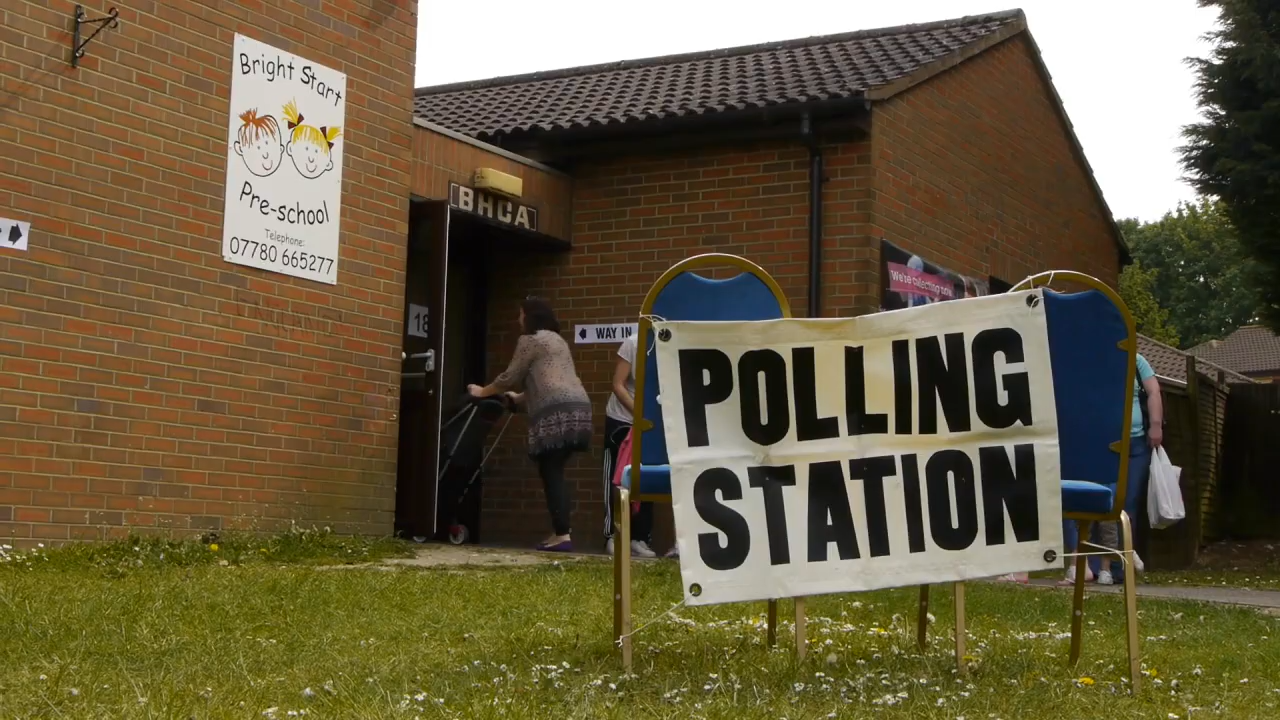 Bright Start
Pre-school
Telephone:
07780 665277
BHCA
18
WAY IN
We're collecting now
POLLING
STATION